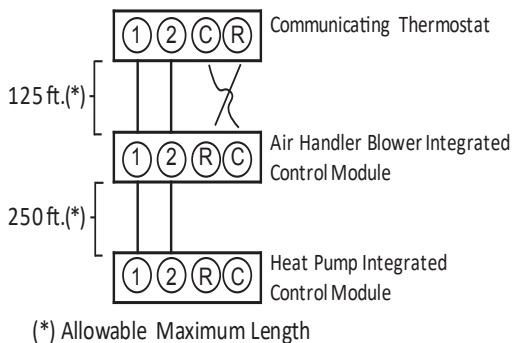 1 2 C R
Communicating Thermostat
125 ft.(*)
1 2 R C
Air Handler Blower Integrated
Control Module
250 ft.(*)
1 2 R C
Heat Pump Integrated
Control Module
(*) Allowable Maximum Length